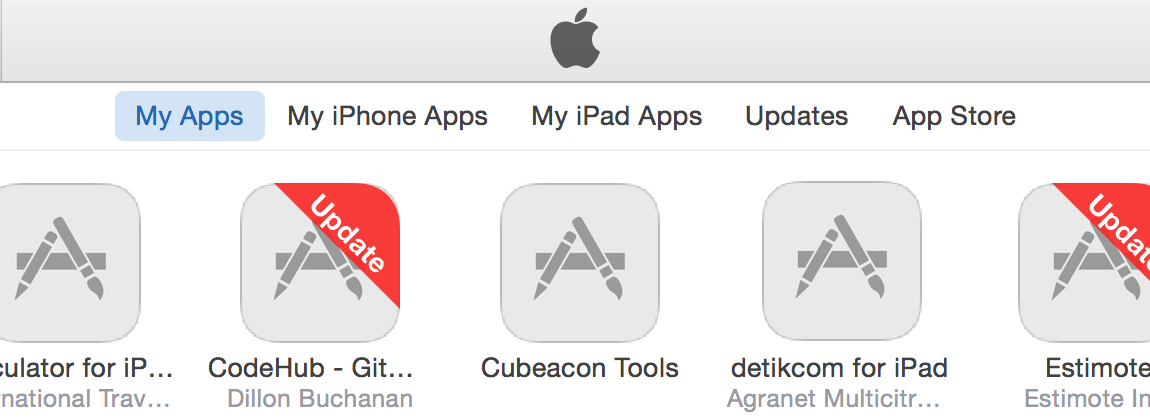 My Apps My iPhone Apps My iPad Apps Updates App Store
Update Updat
culator for iP... CodeHub - Git... Cubeacon Tools detikcom for iPad Estimote
national Trav... Dillon Buchanan Agranet Multicitr... Estimote In